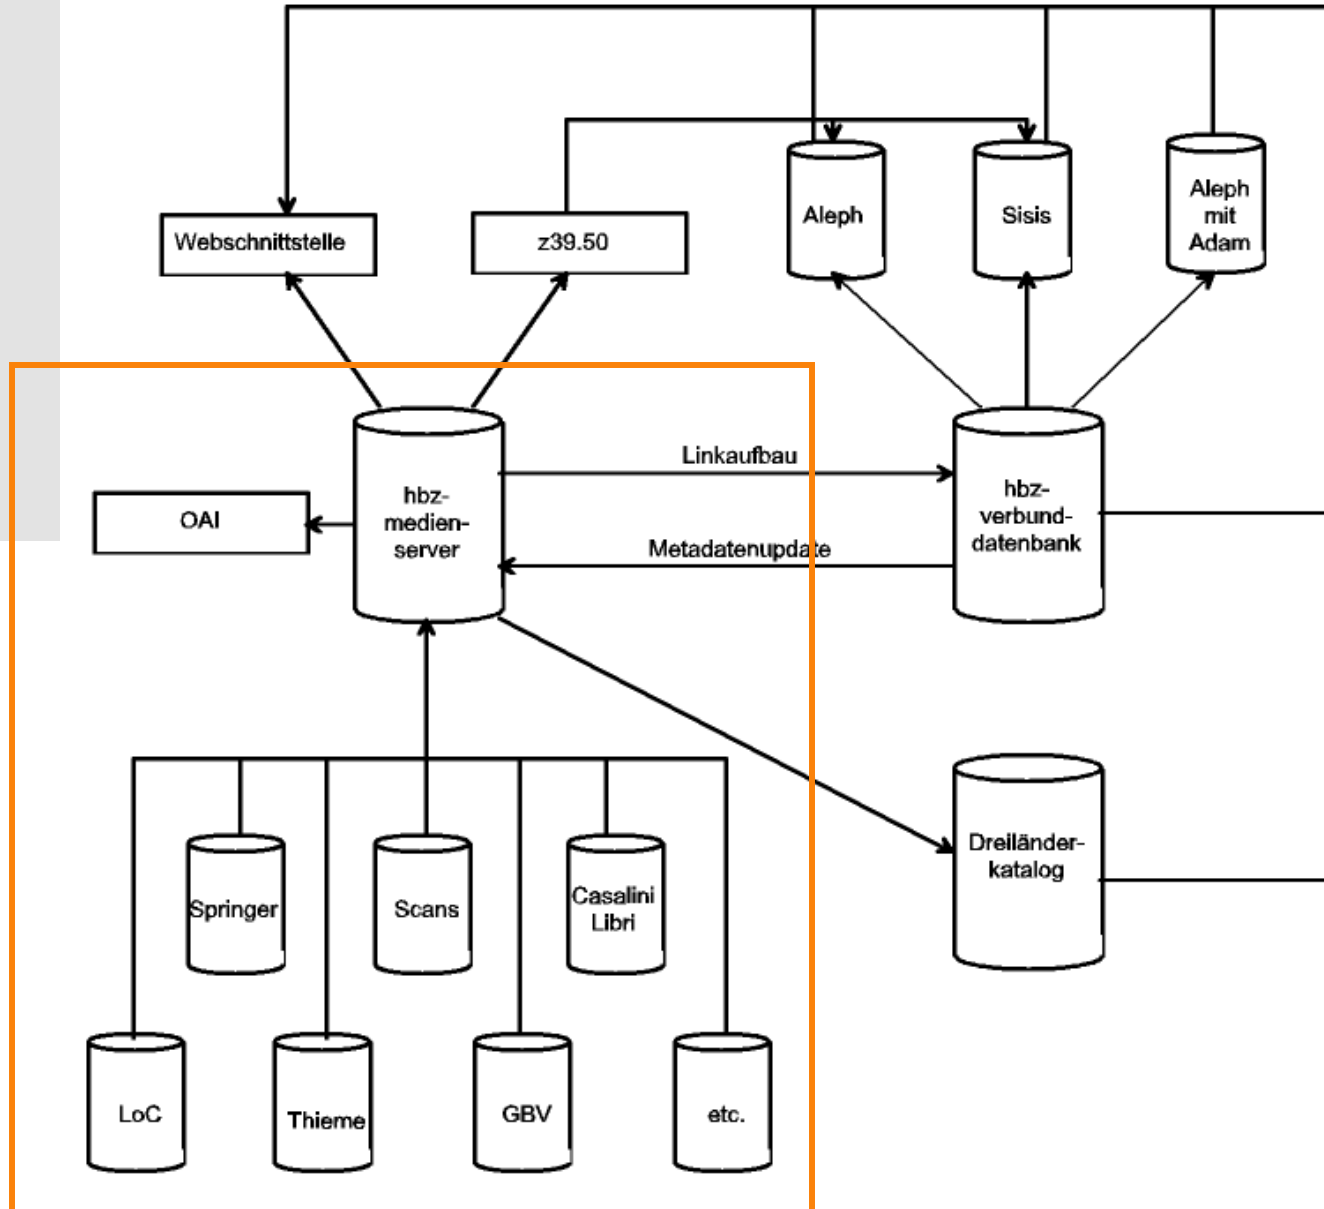 Webschnittstelle
z39.50
Aleph
Sisis
Aleph
mit
Adam
Linkaufbau
hbz-
medien-
server
OAI
hbz-
verbund-
datenbank
Metadatenupdate
Dreiländer-
katalog
Springer
Scans
Casalini
Libri
LoC
Thieme
GBV
etc.